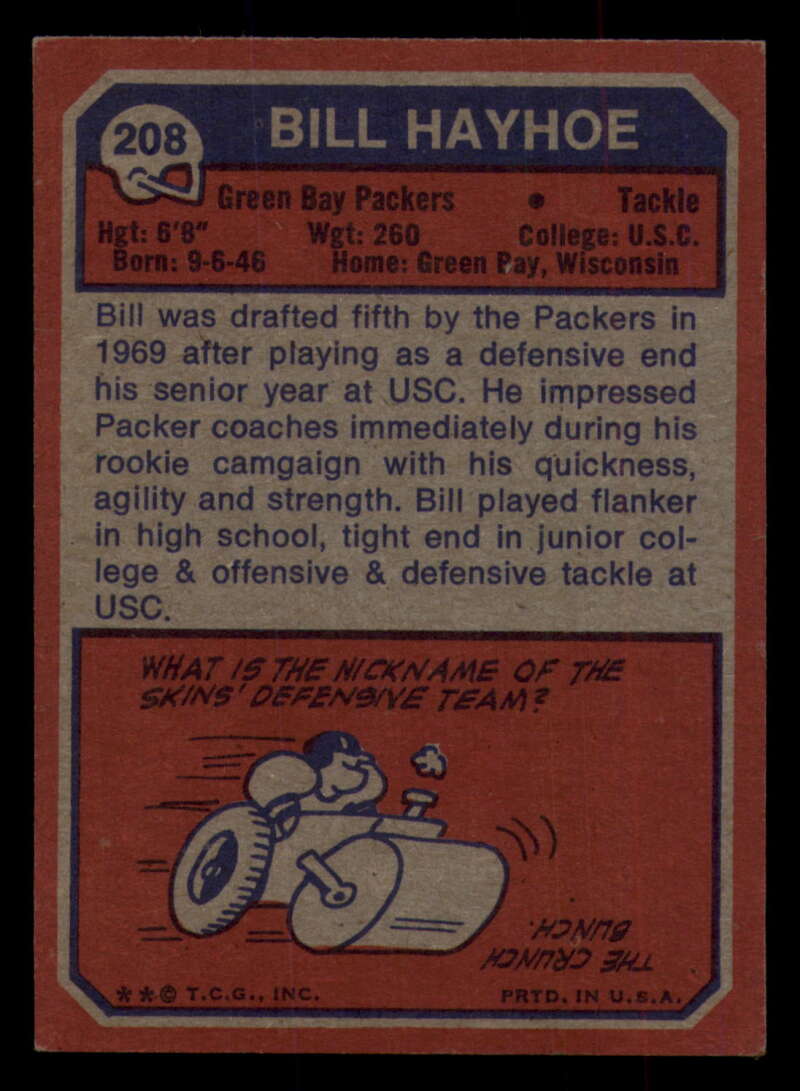 208
BILL HAYHOE
Green Bay Packers • Tackle
Hgt: 6'8" Wgt: 260 College: U.S.C.
Born: 9-6-46 Home: Green Bay, Wisconsin
Bill was drafted fifth by the Packers in
1969 after playing as a defensive end
his senior year at USC. He impressed
Packer coaches immediately during his
rookie camgaign with his quickness,
agility and strength. Bill played flanker
in high school, tight end in junior col-
lege & offensive & defensive tackle at
USC.
WHAT IS THE NICKNAME OF THE
SKINS' DEFENSIVE TEAM?
THE CRUNCH
BUNCH.
**© T.C.G., INC. PRTD. IN U.S.A.